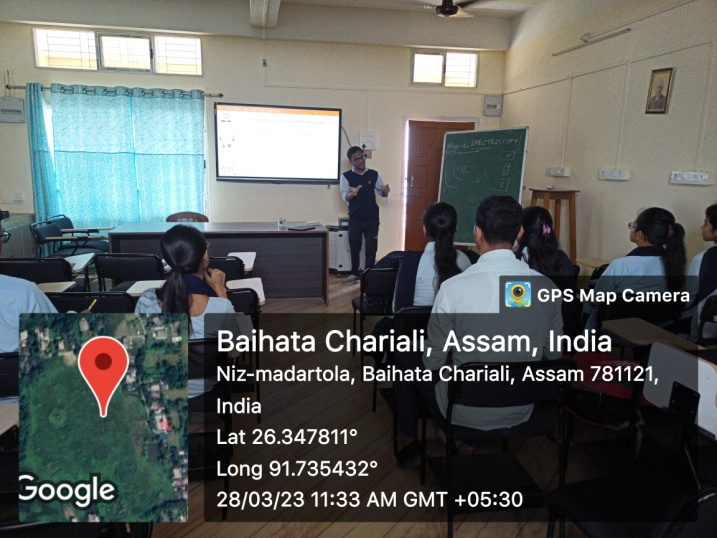 SPECTROSCOPY
GPS Map Camera
Baihata Chariali, Assam, India
Niz-madartola, Baihata Chariali, Assam 781121,
India
Lat 26.347811°
Long 91.735432°
28/03/23 11:33 AM GMT +05:30
Google